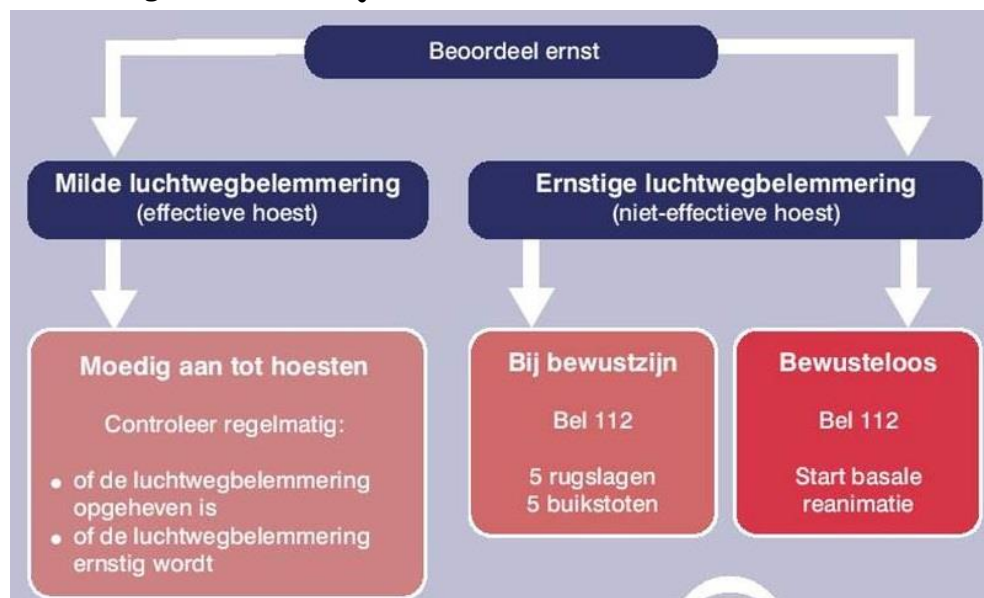 Beoordeel ernst
Milde luchtwegbelemmering
(effectieve hoest)
Ernstige luchtwegbelemmering
(niet-effectieve hoest)
Moedig aan tot hoesten
Controleer regelmatig:
• of de luchtwegbelemmering
opgeheven is
• of de luchtwegbelemmering
ernstig wordt
Bij bewustzijn
Bel 112
5 rugslagen
5 buikstoten
Bewusteloos
Bel 112
Start basale
reanimatie